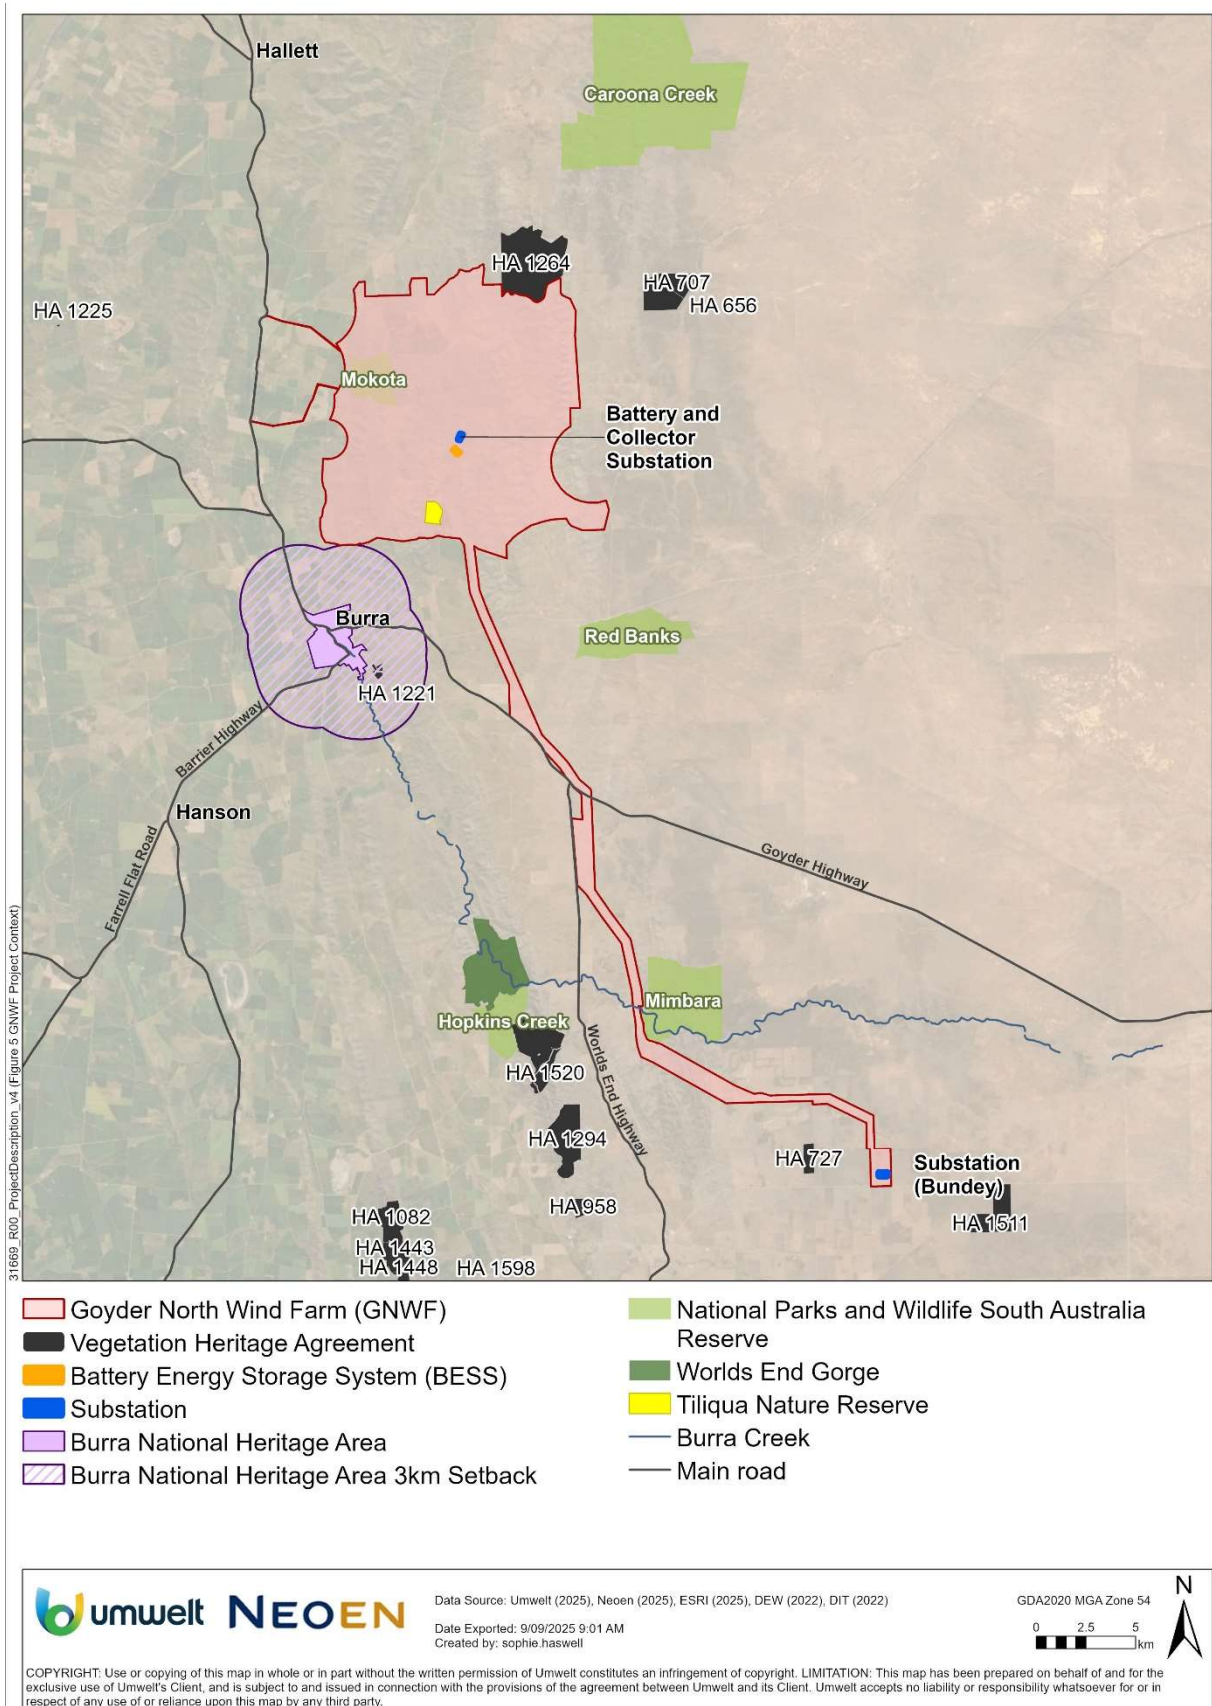 Hallett
Caroona Creek
HA 1264
HA 707
HA 656
HA 1225
Mokota
Battery and
Collector
Substation
Burra
Red Banks
HA 1221
Barrier Highway
Hanson
Farrell Flat Road
Goyder Highway
Mimbara
Hopkins Creek
Worlds End Highway
HA 1520
HA 1294
HA 727
Substation
(Bundey)
HA 958
HA 1511
HA 1082
HA 1443
HA 1448
HA 1598
31669_R00_ProjectDescription_v4 (Figure 5 GNWF Project Context)
Goyder North Wind Farm (GNWF)
Vegetation Heritage Agreement
Battery Energy Storage System (BESS)
Substation
Burra National Heritage Area
Burra National Heritage Area 3km Setback
National Parks and Wildlife South Australia
Reserve
Worlds End Gorge
Tiliqua Nature Reserve
Burra Creek
Main road
umwelt NEOEN
Data Source: Umwelt (2025), Neoen (2025), ESRI (2025), DEW (2022), DIT (2022)
Date Exported: 9/09/2025 9:01 AM
Created by: sophie.haswell
GDA2020 MGA Zone 54
0 2.5 5
km
N
COPYRIGHT: Use or copying of this map in whole or in part without the written permission of Umwelt constitutes an infringement of copyright. LIMITATION: This map has been prepared on behalf of and for the
exclusive use of Umwelt's Client, and is subject to and issued in connection with the provisions of the agreement between Umwelt and its Client. Umwelt accepts no liability or responsibility whatsoever for or in
respect of any use of or reliance upon this map by any third party.